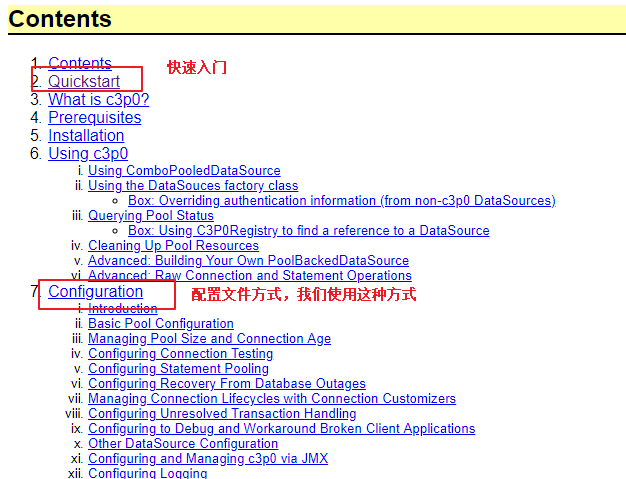 Contents
1. Contents
快速入门
2. Quickstart
3. What is c3p0?
4. Prerequisites
5. Installation
6. Using c3p0
i. Using ComboPooledDataSource
ii. Using the DataSouces factory class
Box: Overriding authentication information (from non-c3p0 DataSources)
iii. Querying Pool Status
Box: Using C3P0Registry to find a reference to a DataSource
iv. Cleaning Up Pool Resources
v. Advanced: Building Your Own PoolBackedDataSource
vi. Advanced: Raw Connection and Statement Operations
7. Configuration
配置文件方式，我们使用这种方式
i. Introduction
ii. Basic Pool Configuration
iii. Managing Pool Size and Connection Age
iv. Configuring Connection Testing
v. Configuring Statement Pooling
vi. Configuring Recovery From Database Outages
vii. Managing Connection Lifecycles with Connection Customizers
viii. Configuring Unresolved Transaction Handling
ix. Configuring to Debug and Workaround Broken Client Applications
x. Other DataSource Configuration
xi. Configuring and Managing c3p0 via JMX
xii. Configuring Logging